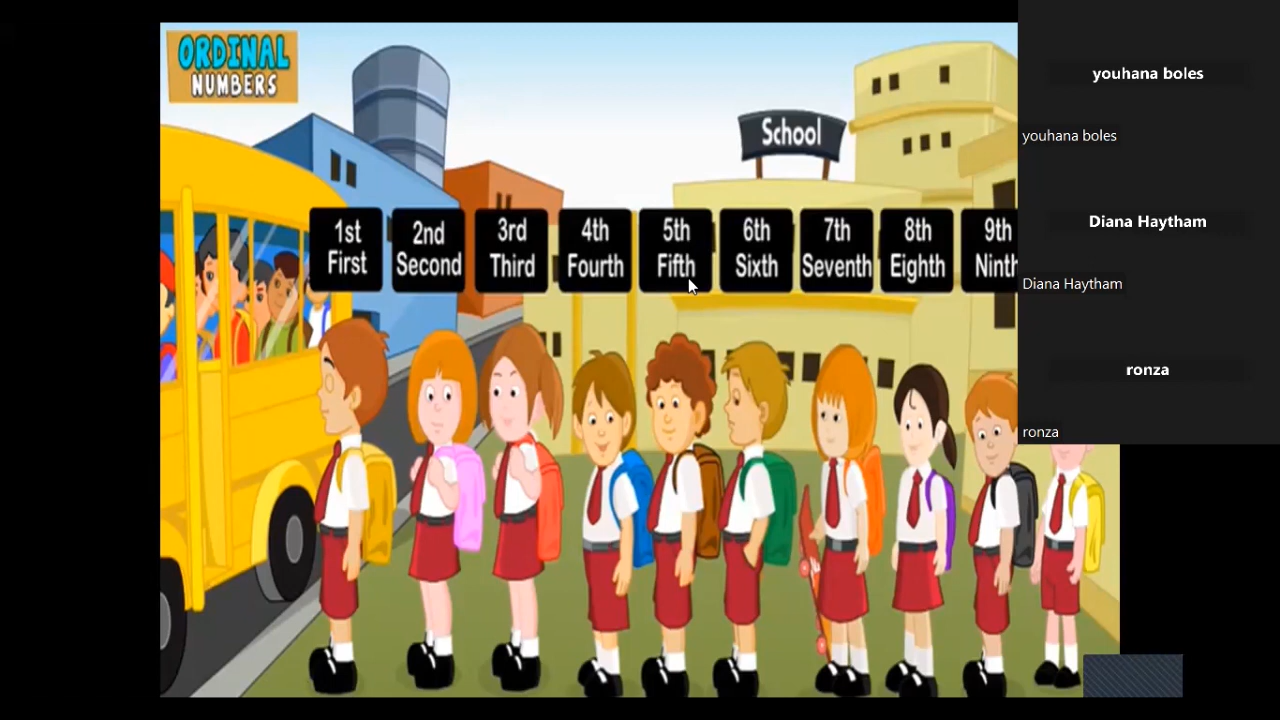 ORDINAL
NUMBERS
School
1st
First
2nd
Second
3rd
Third
4th
Fourth
5th
Fifth
6th
Sixth
7th
Seventh
8th
Eighth
9th
Ninth
youhana boles
youhana boles
Diana Haytham
Diana Haytham
ronza
ronza